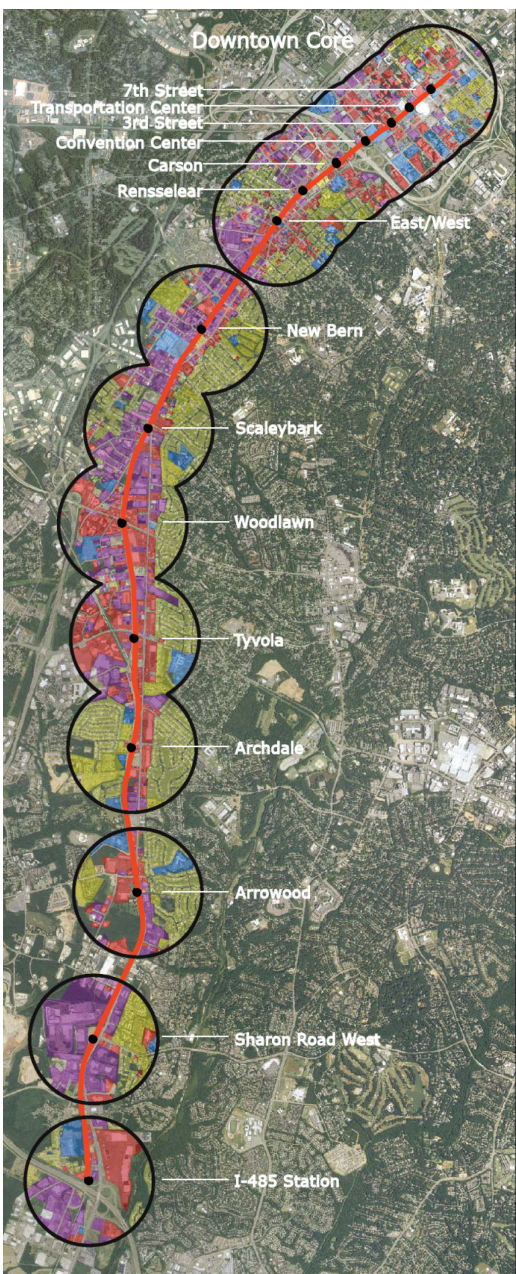 Downtown Core
7th Street
Transportation Center
3rd Street
Convention Center
Carson
Rensselear
East/West
New Bern
Scaleybark
Woodlawn
Tyvola
Archdale
Arrowood
Sharon Road West
I-485 Station